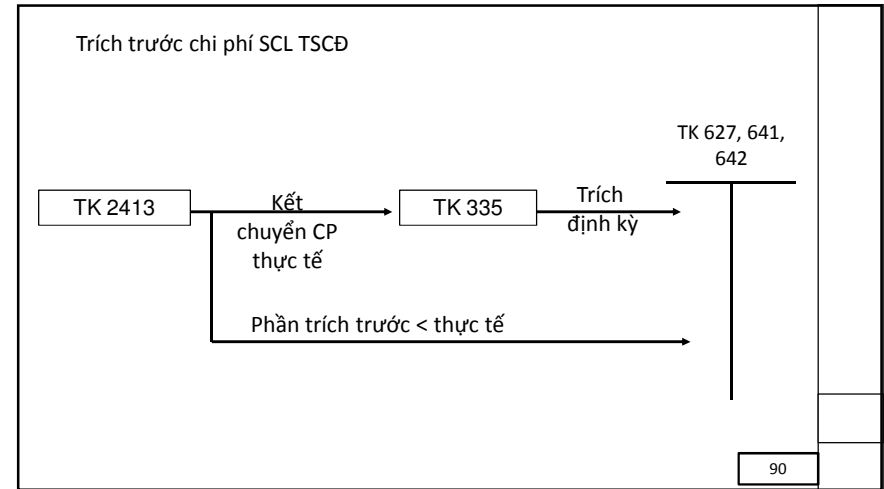 Trích trước chi phí SCL TSCĐ
TK 627, 641,
642
TK 2413
Kết
chuyển CP
thực tế
TK 335
Trích
định kỳ
Phần trích trước < thực tế
90